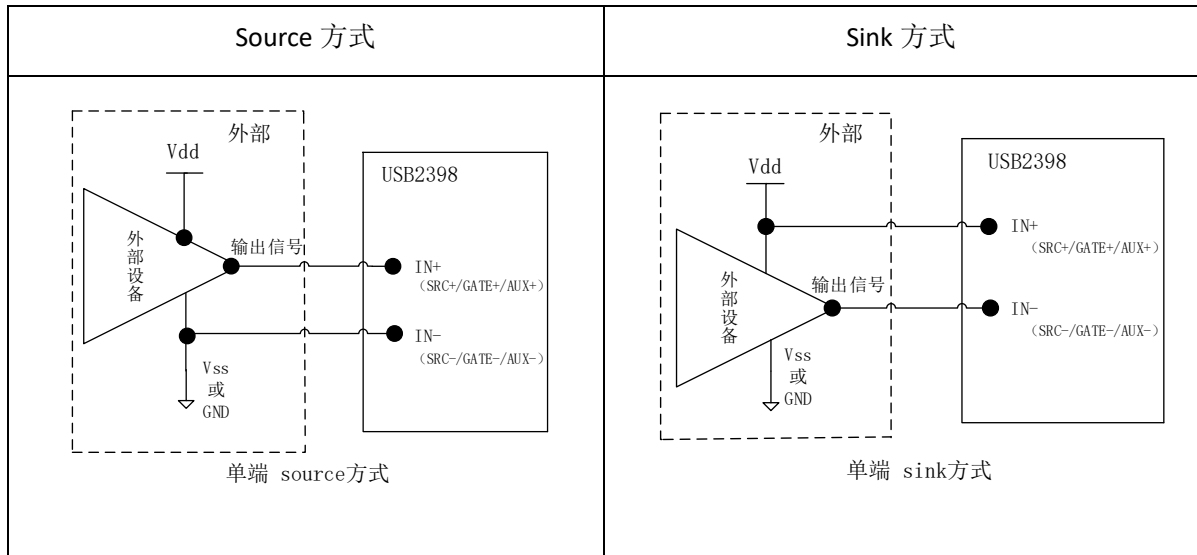 Source 方式
外部
Vdd
USB2398
外部设备
输出信号
IN+
（SRC+/GATE+/AUX+）
IN-
（SRC-/GATE-/AUX-）
Vss
或
GND
单端 source方式
Sink 方式
外部
Vdd
USB2398
IN+
（SRC+/GATE+/AUX+）
外部设备
输出信号
IN-
（SRC-/GATE-/AUX-）
Vss
或
GND
单端 sink方式